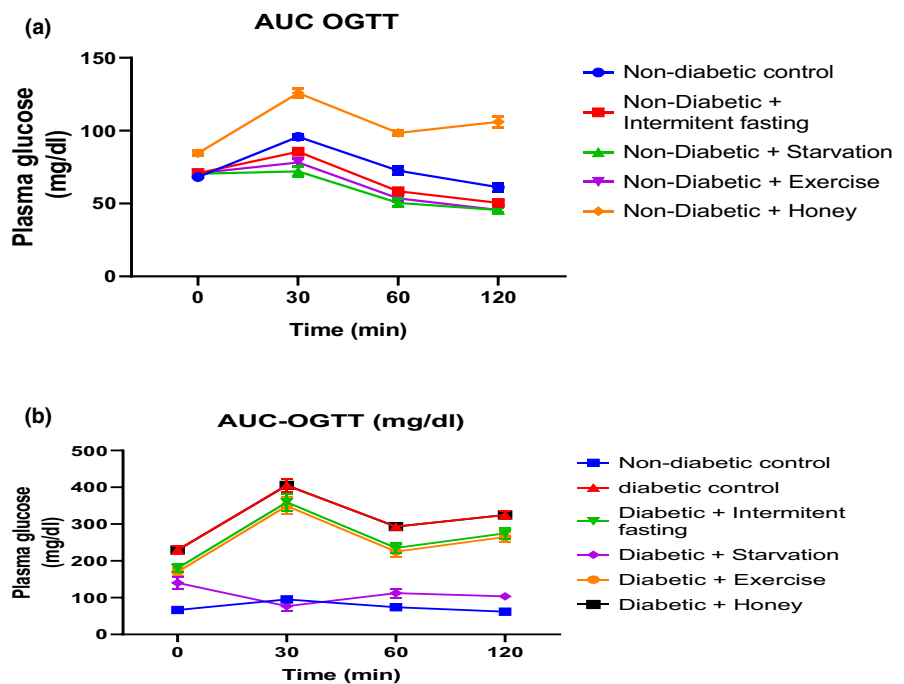 (a)
AUC OGTT
Plasma glucose
(mg/dl)
150
100
50
0
0 30 60 120
Time (min)
Non-diabetic control
Non-Diabetic +
Intermitent fasting
Non-Diabetic + Starvation
Non-Diabetic + Exercise
Non-Diabetic + Honey
(b)
AUC-OGTT (mg/dl)
Plasma glucose
(mg/dl)
500
400
300
200
100
0
0 30 60 120
Time (min)
Non-diabetic control
diabetic control
Diabetic + Intermitent
fasting
Diabetic + Starvation
Diabetic + Exercise
Diabetic + Honey